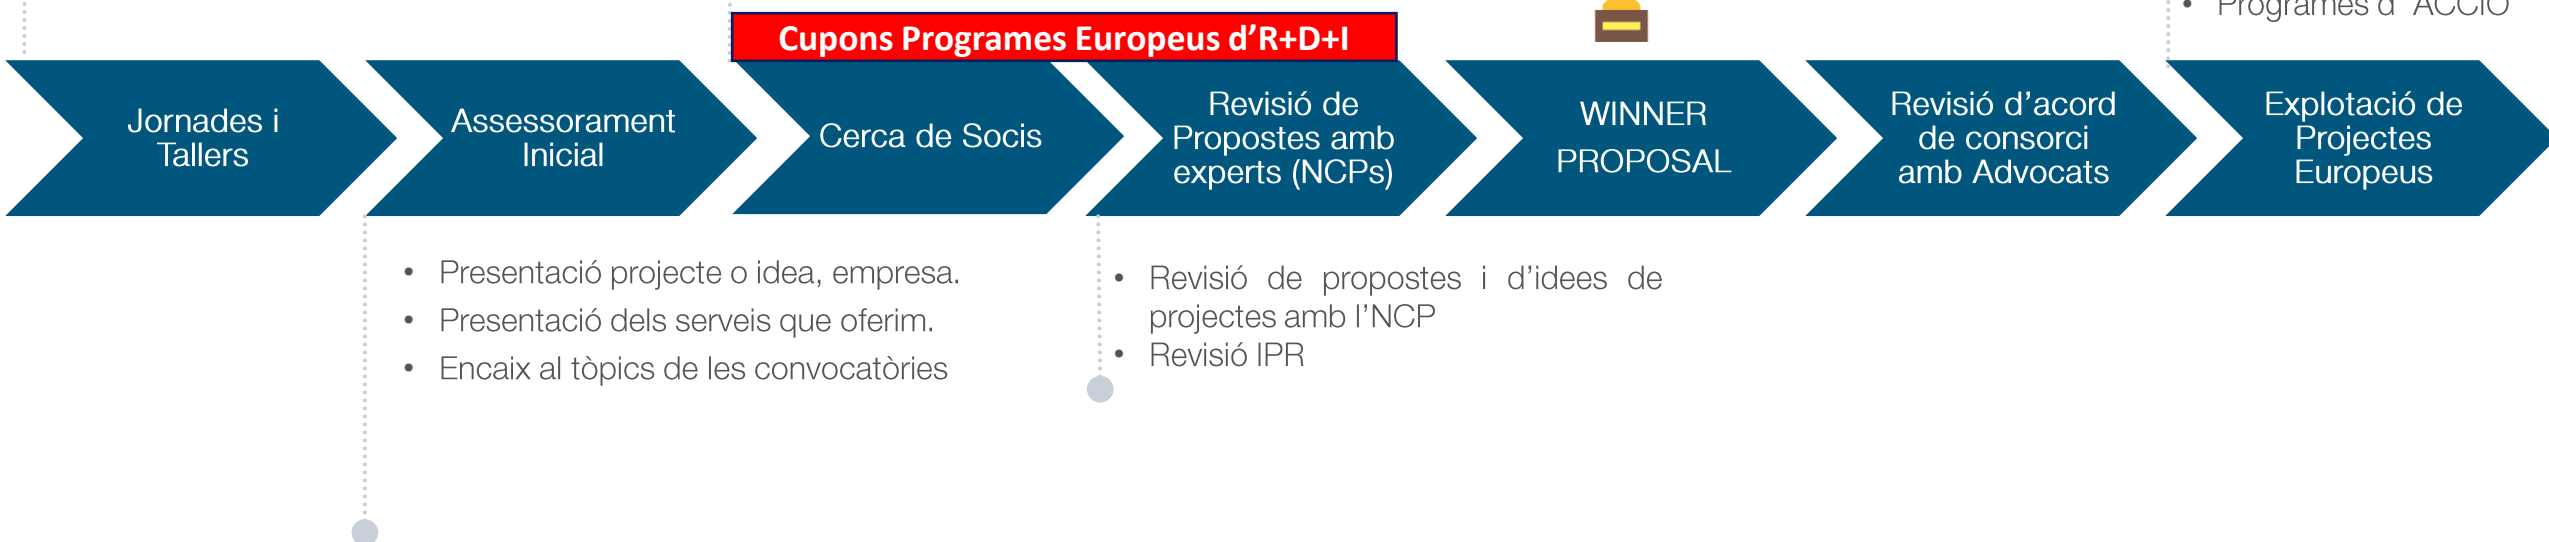 • Programes d´ACCIÓ
Cupons Programes Europeus d’R+D+I
Jornades i
Tallers
Assessorament
Inicial
Cerca de Socis
Revisió de
Propostes amb
experts (NCPs)
WINNER
PROPOSAL
Revisió d’acord
de consorci
amb Advocats
Explotació de
Projectes
Europeus
• Presentació projecte o idea, empresa.
• Presentació dels serveis que oferim.
• Encaix al tòpics de les convocatòries
• Revisió de propostes i d’idees de
projectes amb l’NCP
• Revisió IPR